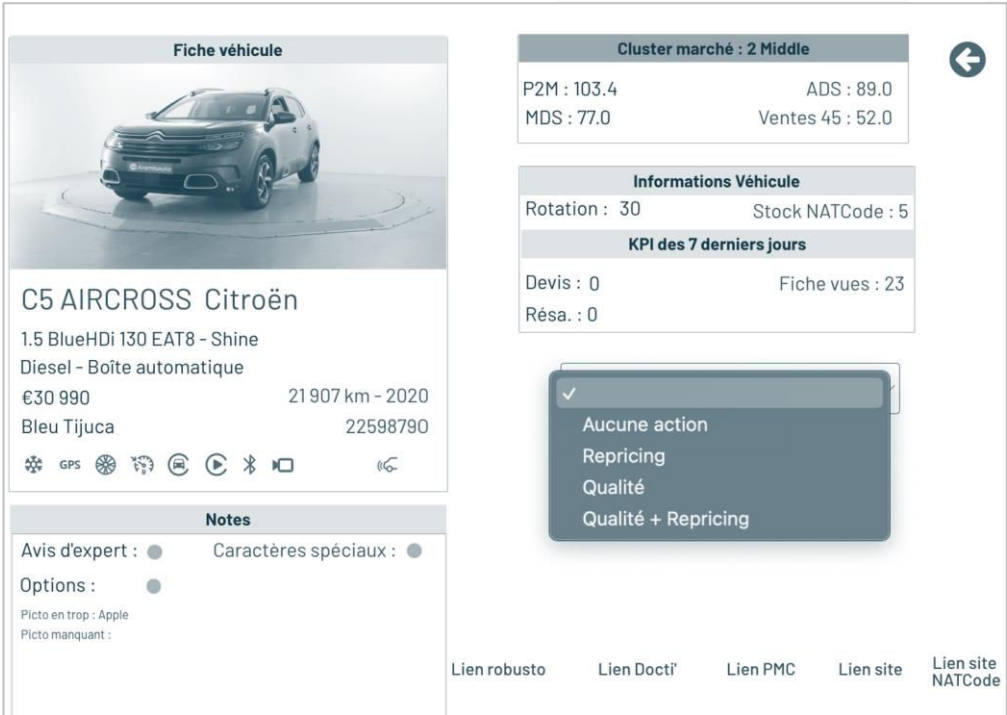 Fiche véhicule
C5 AIRCROSS Citroën
1.5 BlueHDi 130 EAT8 - Shine
Diesel - Boîte automatique
€30 990 21 907 km - 2020
Bleu Tijuca 22598790
GPS
Notes
Avis d'expert : Caractères spéciaux :
Options :
Picto en trop : Apple
Picto manquant :
Cluster marché : 2 Middle
P2M : 103.4 ADS : 89.0
MDS : 77.0 Ventes 45 : 52.0
Informations Véhicule
Rotation : 30 Stock NATCode : 5
KPI des 7 derniers jours
Devis : 0 Fiche vues : 23
Résa. : 0
Aucune action
Repricing
Qualité
Qualité + Repricing
Lien robusto Lien Docti' Lien PMC Lien site Lien site
NATCode